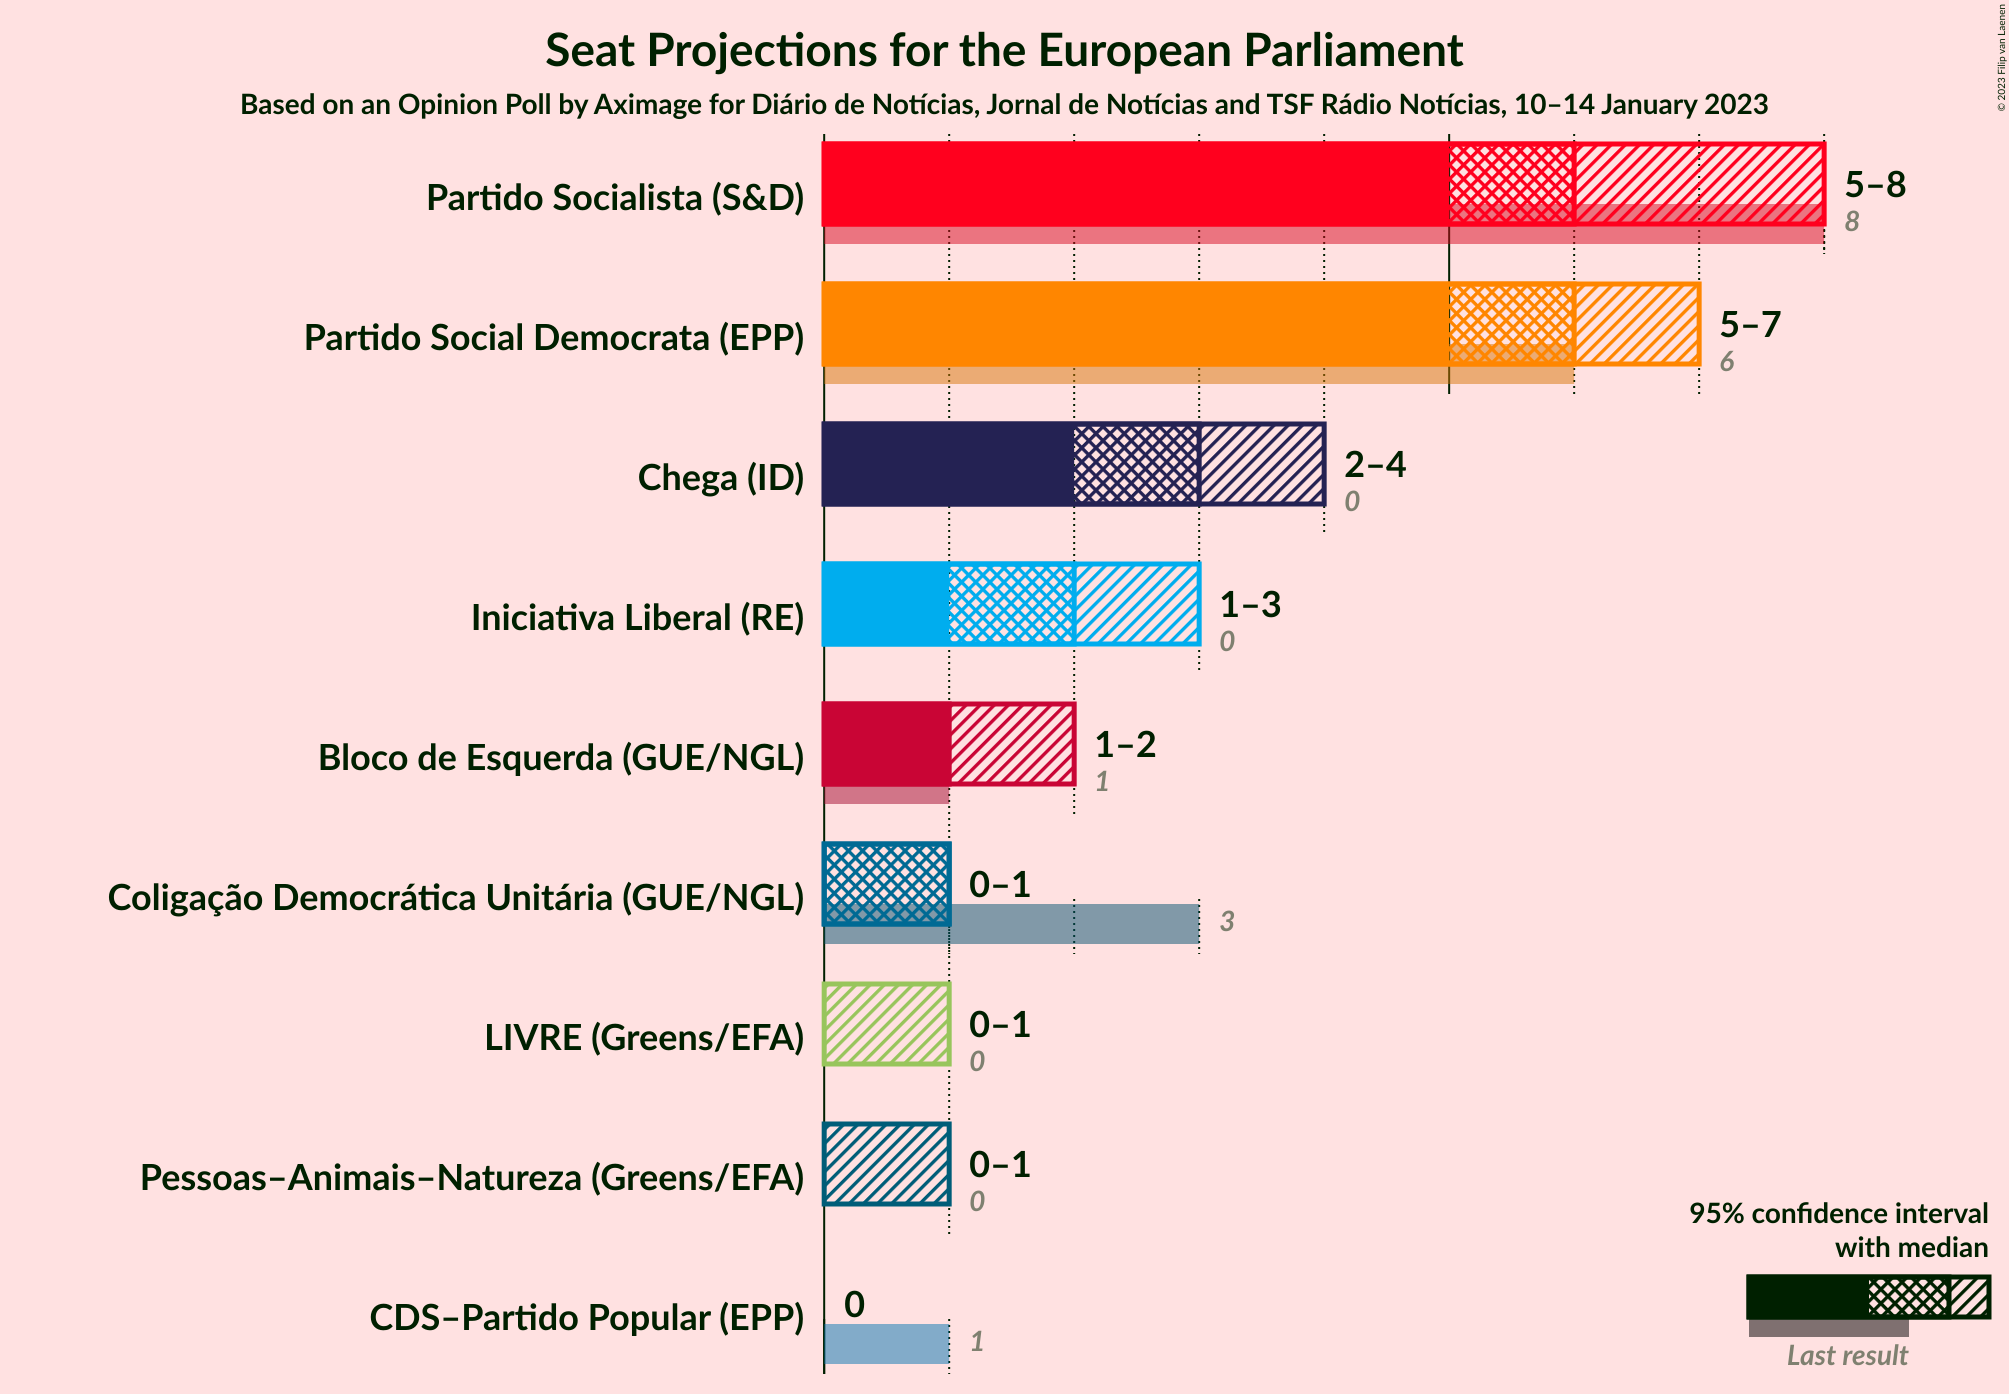 Seat Projections for the European Parliament
Based on an Opinion Poll by Aximage for Diário de Notícias, Jornal de Notícias and TSF Rádio Notícias, 10–14 January 2023
© 2023 Filip van Laenen
Partido Socialista (S&D)
5–8
8
Partido Social Democrata (EPP)
5–7
6
Chega (ID)
2–4
0
Iniciativa Liberal (RE)
1–3
0
Bloco de Esquerda (GUE/NGL)
1–2
1
Coligação Democrática Unitária (GUE/NGL)
0–1
3
LIVRE (Greens/EFA)
0–1
0
Pessoas–Animais–Natureza (Greens/EFA)
0–1
0
CDS–Partido Popular (EPP)
0
1
95% confidence interval
with median
Last result